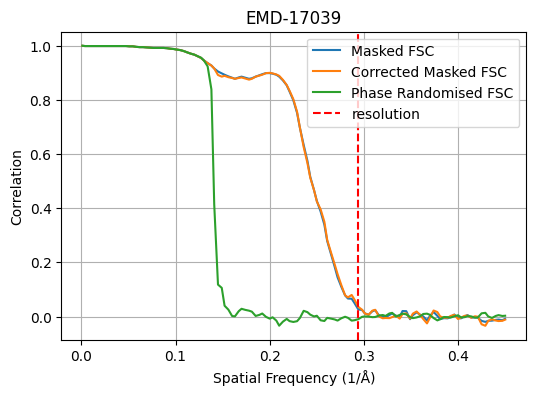 EMD-17039
Masked FSC
Corrected Masked FSC
Phase Randomised FSC
resolution
Correlation
1.0
0.8
0.6
0.4
0.2
0.0
0.0 0.1 0.2 0.3 0.4
Spatial Frequency (1/Å)